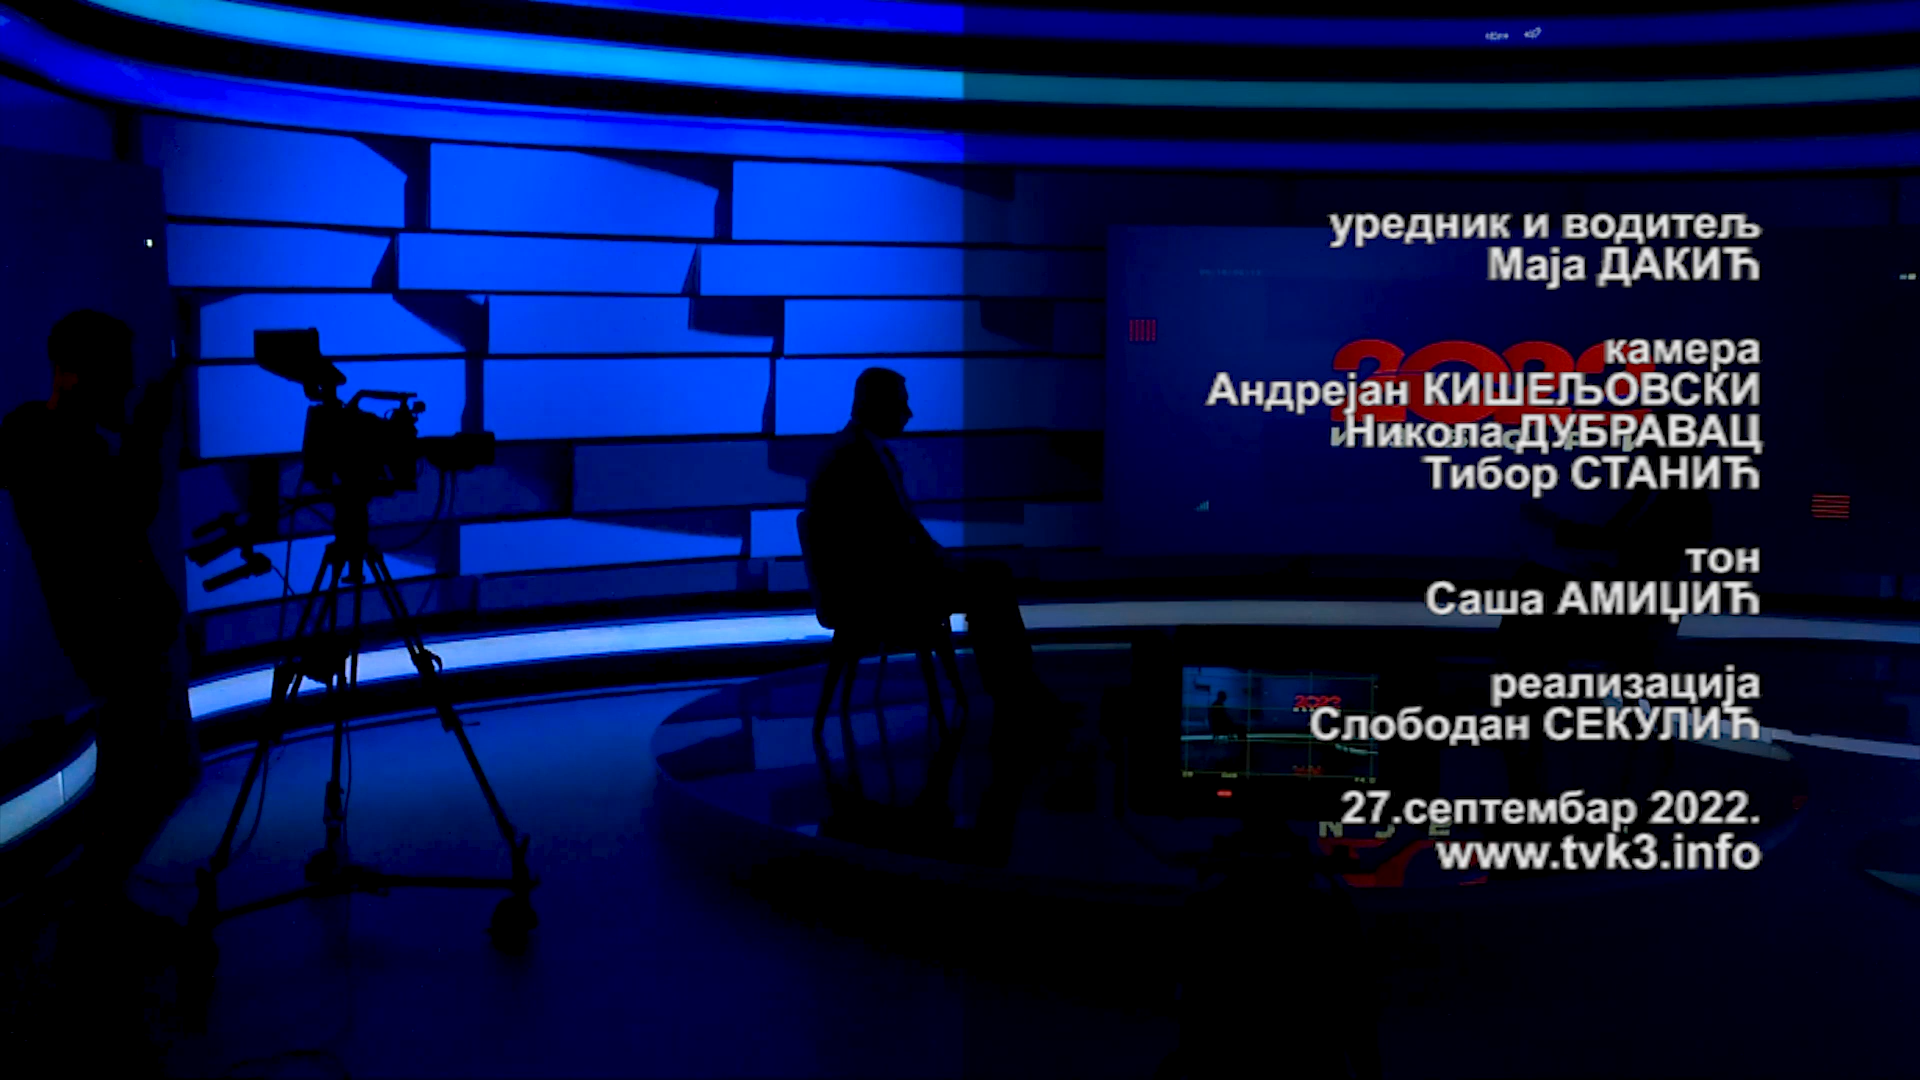 уредник и водитељ
Маја ДАКИЋ
камера
2022
Андрејан КИШЕЉОВСКИ
Никола ДУБРАВАЦ
Тибор СТАНИЋ
тон
Саша АМИЏИЋ
реализација
Слободан СЕКУЛИЋ
27.септембар 2022.
www.tvk3.info